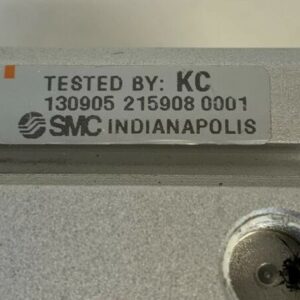 TESTED BY: KC
130905 215908 0001
SMC INDIANAPOLIS